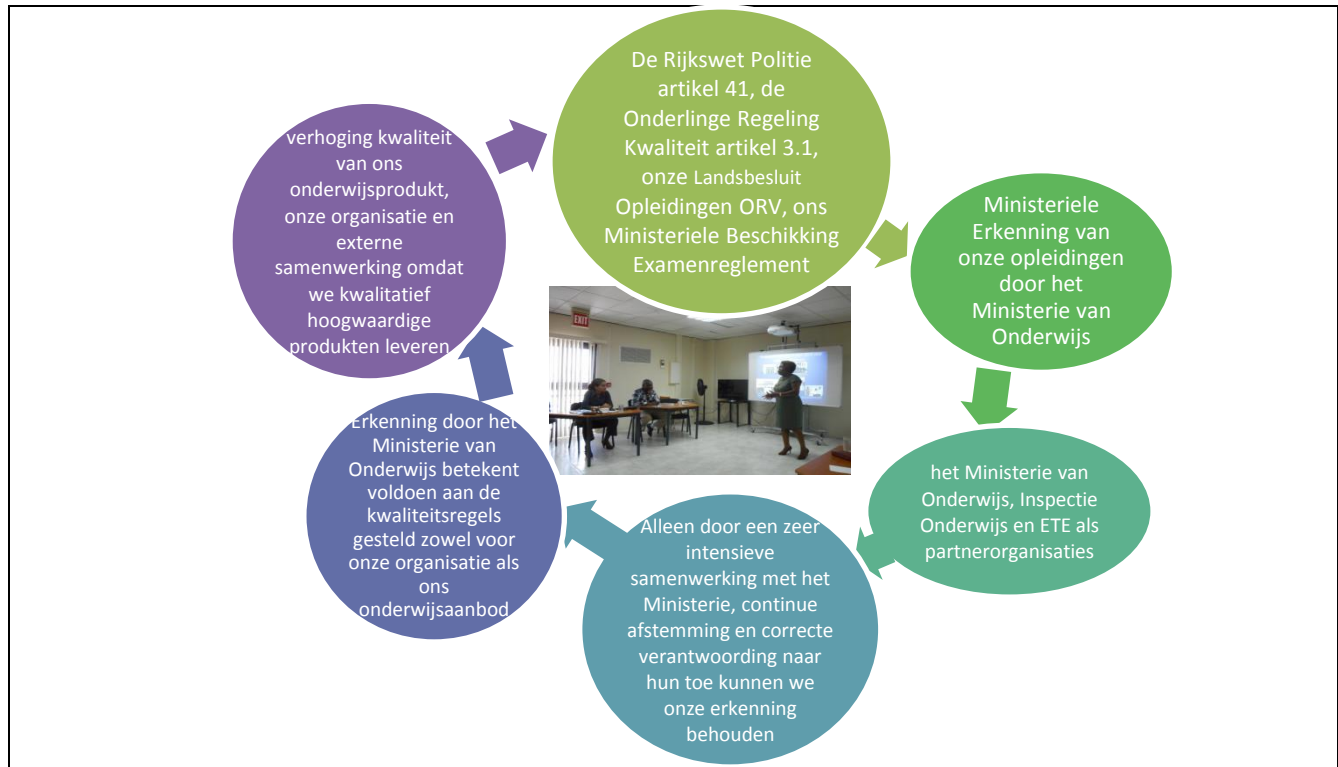 De Rijkswet Politie
artikel 41, de
Onderlinge Regeling
Kwaliteit artikel 3.1,
onze Landsbesluit
Opleidingen ORV, ons
Ministeriele Beschikking
Examenreglement
Ministeriele
Erkenning van
onze opleidingen
door het
Ministerie van
Onderwijs
het Ministerie van
Onderwijs, Inspectie
Onderwijs en ETE als
partnerorganisaties
Alleen door een zeer
intensieve
samenwerking met het
Ministerie, continue
afstemming en correcte
verantwoording naar
hun toe kunnen we
onze erkenning
behouden
Erkenning door het
Ministerie van
Onderwijs betekent
voldoen aan de
kwaliteitsregels
gesteld zowel voor
onze organisatie als
ons
onderwijsaanbod
verhoging kwaliteit
van ons
onderwijsprodukt,
onze organisatie en
externe
samenwerking omdat
we kwalitatief
hoogwaardige
produkten leveren
EXIT